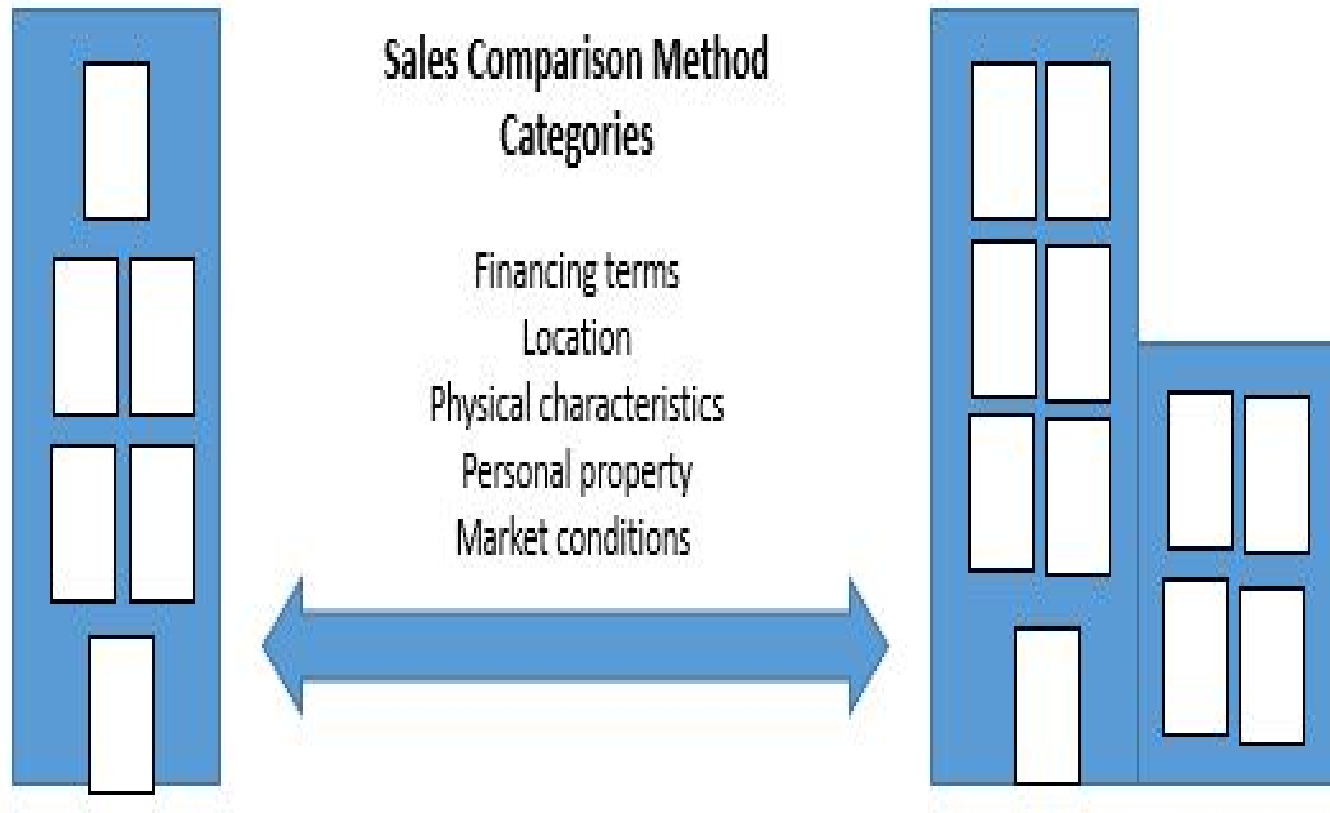 Sales Comparison Method
Categories
Financing terms
Location
Physical characteristics
Personal property
Market conditions